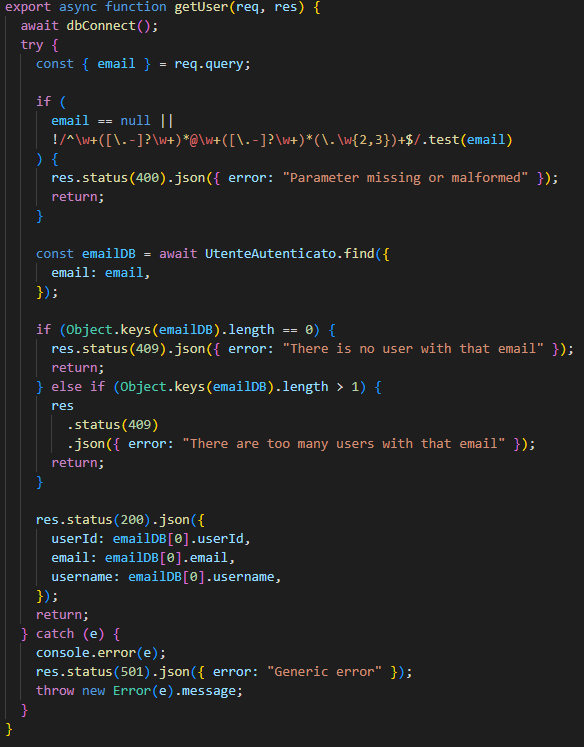 export async function getUser(req, res) {
  await dbConnect();
  try {
    const { email } = req.query;

    if (
      email == null ||
      !/^\w+([\.-]?\w+)*@\w+([\.-]?\w+)*(\.\w{2,3})+$/.test(email)
    ) {
      res.status(400).json({ error: "Parameter missing or malformed" });
      return;
    }

    const emailDB = await UtenteAutenticato.find({
      email: email,
    });

    if (Object.keys(emailDB).length == 0) {
      res.status(409).json({ error: "There is no user with that email" });
      return;
    } else if (Object.keys(emailDB).length > 1) {
      res
        .status(409)
        .json({ error: "There are too many users with that email" });
      return;
    }

    res.status(200).json({
      userId: emailDB[0].userId,
      email: emailDB[0].email,
      username: emailDB[0].username,
    });
    return;
  } catch (e) {
    console.error(e);
    res.status(501).json({ error: "Generic error" });
    throw new Error(e).message;
  }
}